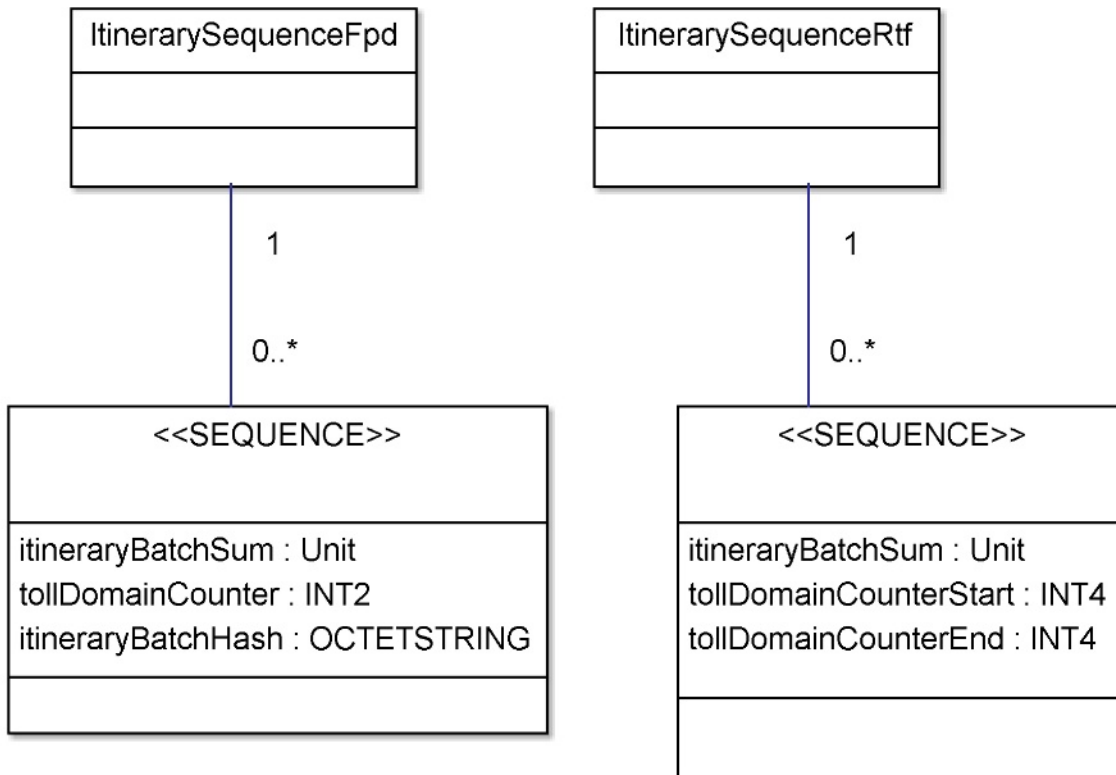 ItinerarySequenceFpd
1
0..*
<<SEQUENCE>>
itineraryBatchSum : Unit
tollDomainCounter : INT2
itineraryBatchHash : OCTETSTRING
ItinerarySequenceRtf
1
0..*
<<SEQUENCE>>
itineraryBatchSum : Unit
tollDomainCounterStart : INT4
tollDomainCounterEnd : INT4